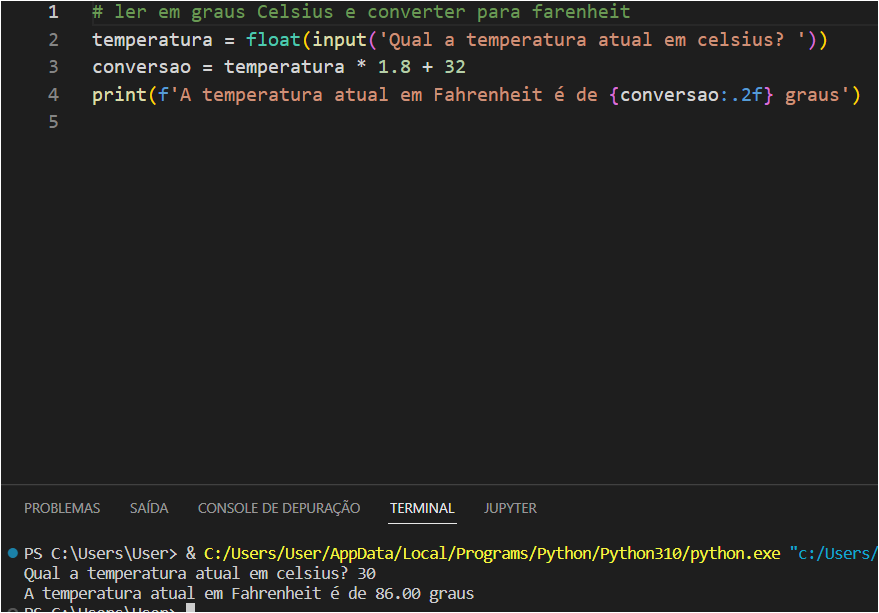 1 # ler em graus Celsius e converter para farenheit
2 temperatura = float(input('Qual a temperatura atual em celsius? '))
3 conversao = temperatura * 1.8 + 32
4 print(f'A temperatura atual em Fahrenheit é de {conversao:.2f} graus')
5
PROBLEMAS SAÍDA CONSOLE DE DEPURAÇÃO TERMINAL JUPYTER
PS C:\Users\User> & C:/Users/User/AppData/Local/Programs/Python/Python310/python.exe "c:/Users/
Qual a temperatura atual em celsius? 30
A temperatura atual em Fahrenheit é de 86.00 graus
PS C:\Users\User>